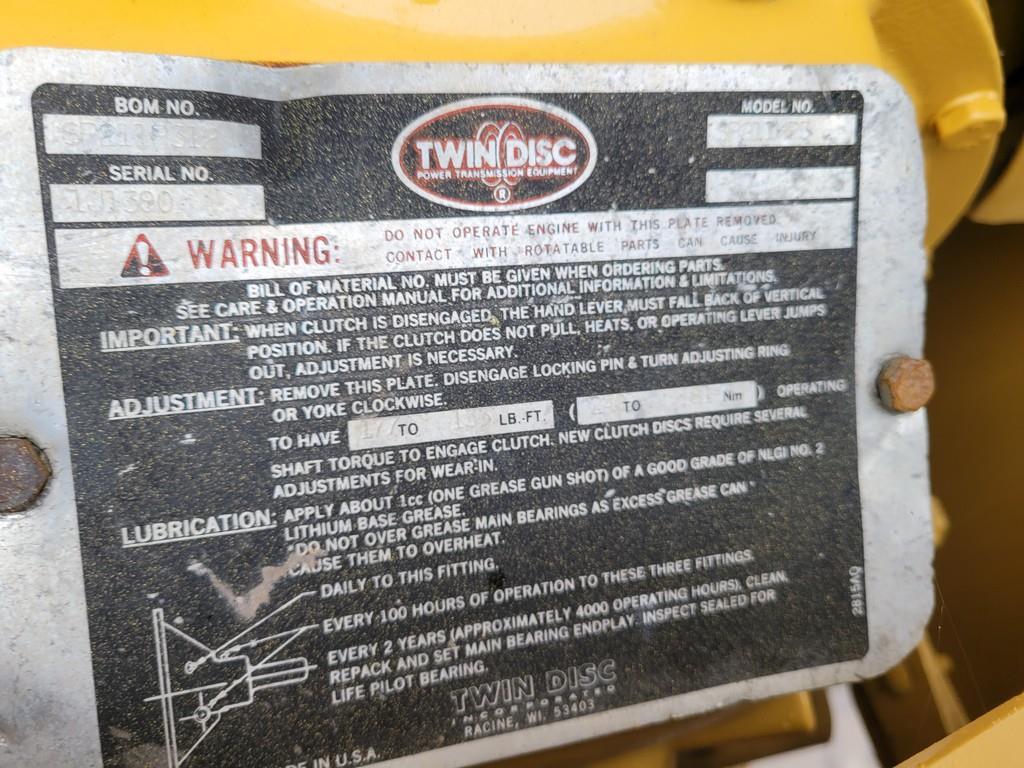 BOM NO.
MODEL NO.
TWIN DISC
POWER TRANSMISSION EQUIPMENT
®
SERIAL NO.
WARNING:
DO NOT OPERATE ENGINE WITH THIS PLATE REMOVED.
CONTACT WITH ROTATABLE PARTS CAN CAUSE INJURY
BILL OF MATERIAL NO. MUST BE GIVEN WHEN ORDERING PARTS.
SEE CARE & OPERATION MANUAL FOR ADDITIONAL INFORMATION & LIMITATIONS.
IMPORTANT: WHEN CLUTCH IS DISENGAGED, THE HAND LEVER MUST FALL BACK OF VERTICAL
POSITION. IF THE CLUTCH DOES NOT PULL, HEATS, OR OPERATING LEVER JUMPS
OUT, ADJUSTMENT IS NECESSARY.
ADJUSTMENT: REMOVE THIS PLATE. DISENGAGE LOCKING PIN & TURN ADJUSTING RING
OR YOKE CLOCKWISE.
TO HAVE TO LB.-FT. ( TO Nm ) OPERATING
SHAFT TORQUE TO ENGAGE CLUTCH. NEW CLUTCH DISCS REQUIRE SEVERAL
ADJUSTMENTS FOR WEAR-IN.
LUBRICATION: APPLY ABOUT 1cc (ONE GREASE GUN SHOT) OF A GOOD GRADE OF NLGI NO. 2
LITHIUM BASE GREASE.
*DO NOT OVER GREASE MAIN BEARINGS AS EXCESS GREASE CAN
CAUSE THEM TO OVERHEAT.
DAILY TO THIS FITTING.
EVERY 100 HOURS OF OPERATION TO THESE THREE FITTINGS.
EVERY 2 YEARS (APPROXIMATELY 4000 OPERATING HOURS), CLEAN,
REPACK AND SET MAIN BEARING ENDPLAY. INSPECT SEALED FOR
LIFE PILOT BEARING.
TWIN DISC
INCORPORATED
RACINE, WI. 53403
IN U.S.A.
2815AQ